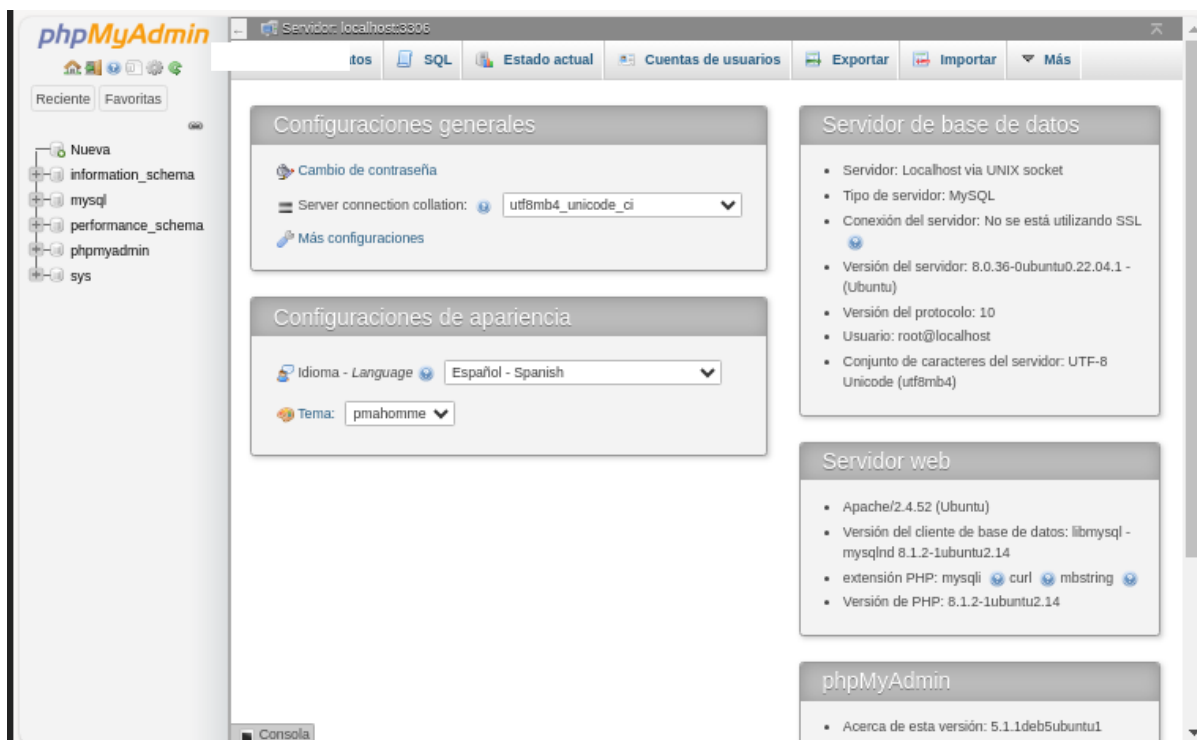 phpMyAdmin
Reciente Favoritas
Nueva
information_schema
mysql
performance_schema
phpmyadmin
sys
Servidor: localhost:3306
SQL Estado actual Cuentas de usuarios Exportar Importar Más
Configuraciones generales
Cambio de contraseña
Server connection collation: utf8mb4_unicode_ci
Más configuraciones
Configuraciones de apariencia
Idioma - Language Español - Spanish
Tema: pmahomme
Servidor de base de datos
Servidor: Localhost via UNIX socket
Tipo de servidor: MySQL
Conexión del servidor: No se está utilizando SSL
Versión del servidor: 8.0.36-0ubuntu0.22.04.1 -
(Ubuntu)
Versión del protocolo: 10
Usuario: root@localhost
Conjunto de caracteres del servidor: UTF-8
Unicode (utf8mb4)
Servidor web
Apache/2.4.52 (Ubuntu)
Versión del cliente de base de datos: libmysql -
mysqlnd 8.1.2-1ubuntu2.14
extensión PHP: mysqli curl mbstring
Versión de PHP: 8.1.2-1ubuntu2.14
phpMyAdmin
Acerca de esta versión: 5.1.1deb5ubuntu1
Consola